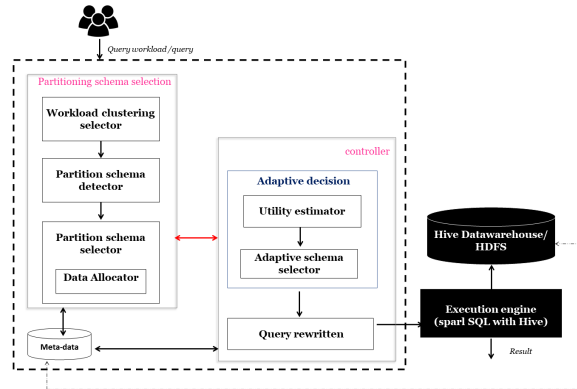 Query workload/query
Partitioning schema selection
Workload clustering
selector
Partition schema
detector
Partition schema
selector
Data Allocator
Meta-data
controller
Adaptive decision
Utility estimator
Adaptive schema
selector
Query rewritten
Hive Datawarehouse/
HDFS
Execution engine
(sparl SQL with Hive)
Result